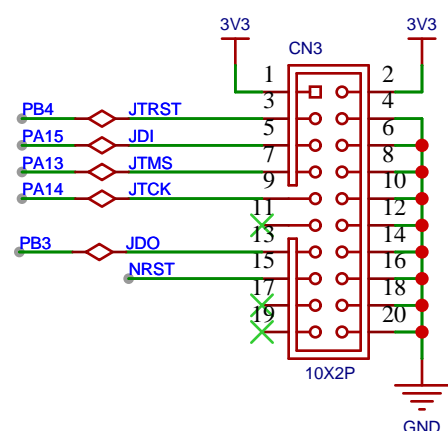 3V3 3V3
CN3
1 2
3 4
PB4 JTRST
5 6
PA15 JDI
7 8
PA13 JTMS
9 10
PA14 JTCK
11 12
13 14
PB3 JDO
15 16
NRST
17 18
19 20
10X2P
GND